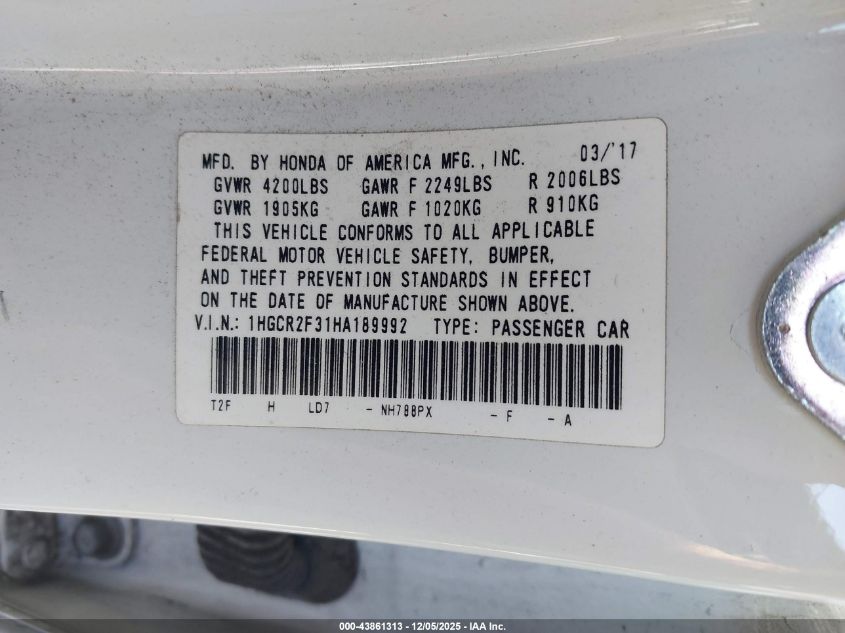 MFD. BY HONDA OF AMERICA MFG., INC. 03/'17
GVWR 4200LBS GAWR F 2249LBS R 2006LBS
GVWR 1905KG GAWR F 1020KG R 910KG
THIS VEHICLE CONFORMS TO ALL APPLICABLE
FEDERAL MOTOR VEHICLE SAFETY, BUMPER,
AND THEFT PREVENTION STANDARDS IN EFFECT
ON THE DATE OF MANUFACTURE SHOWN ABOVE.
V.I.N.: 1HGCR2F31HA189992 TYPE: PASSENGER CAR
T2F H LD7 - NH788PX - F - A
000-43861313 - 12/05/2025 - IAA Inc.